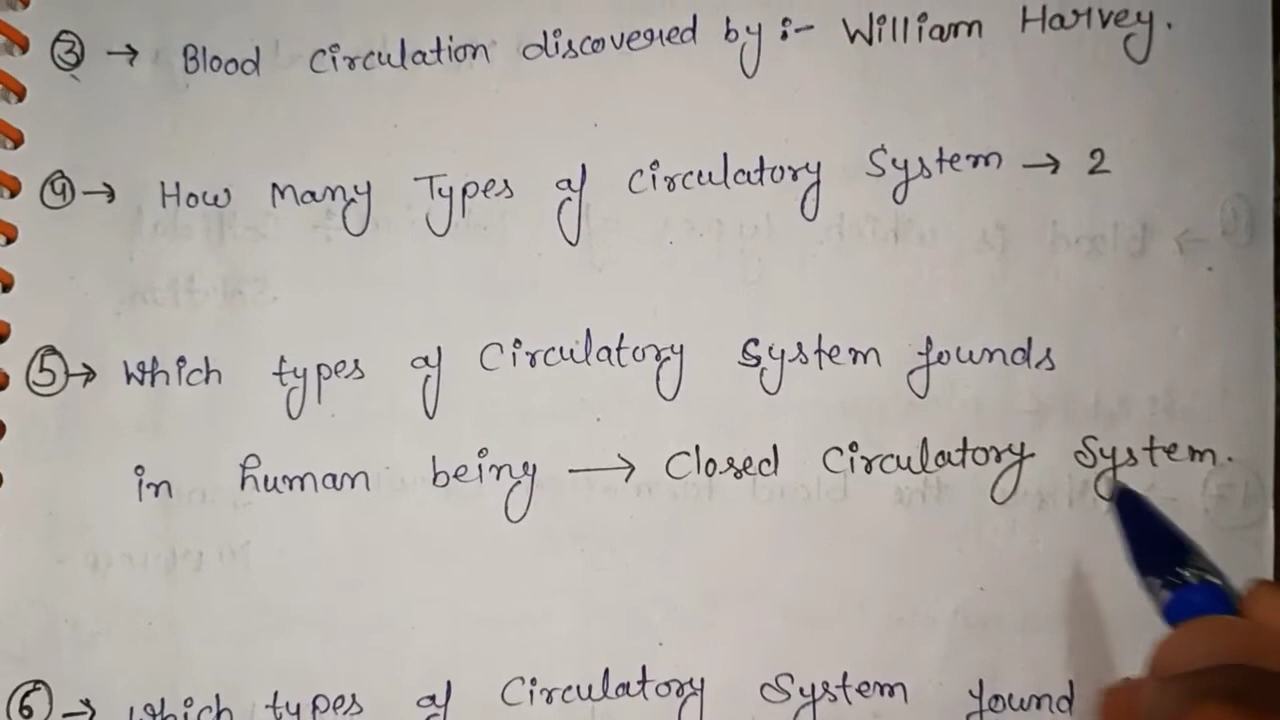 ③ → Blood Circulation discovered by :- William Harvey.
④ → How Many Types of Circulatory System → 2
⑤ → Which types of Circulatory System founds
in human being → Closed Circulatory System.
⑥ → Which types of Circulatory System found